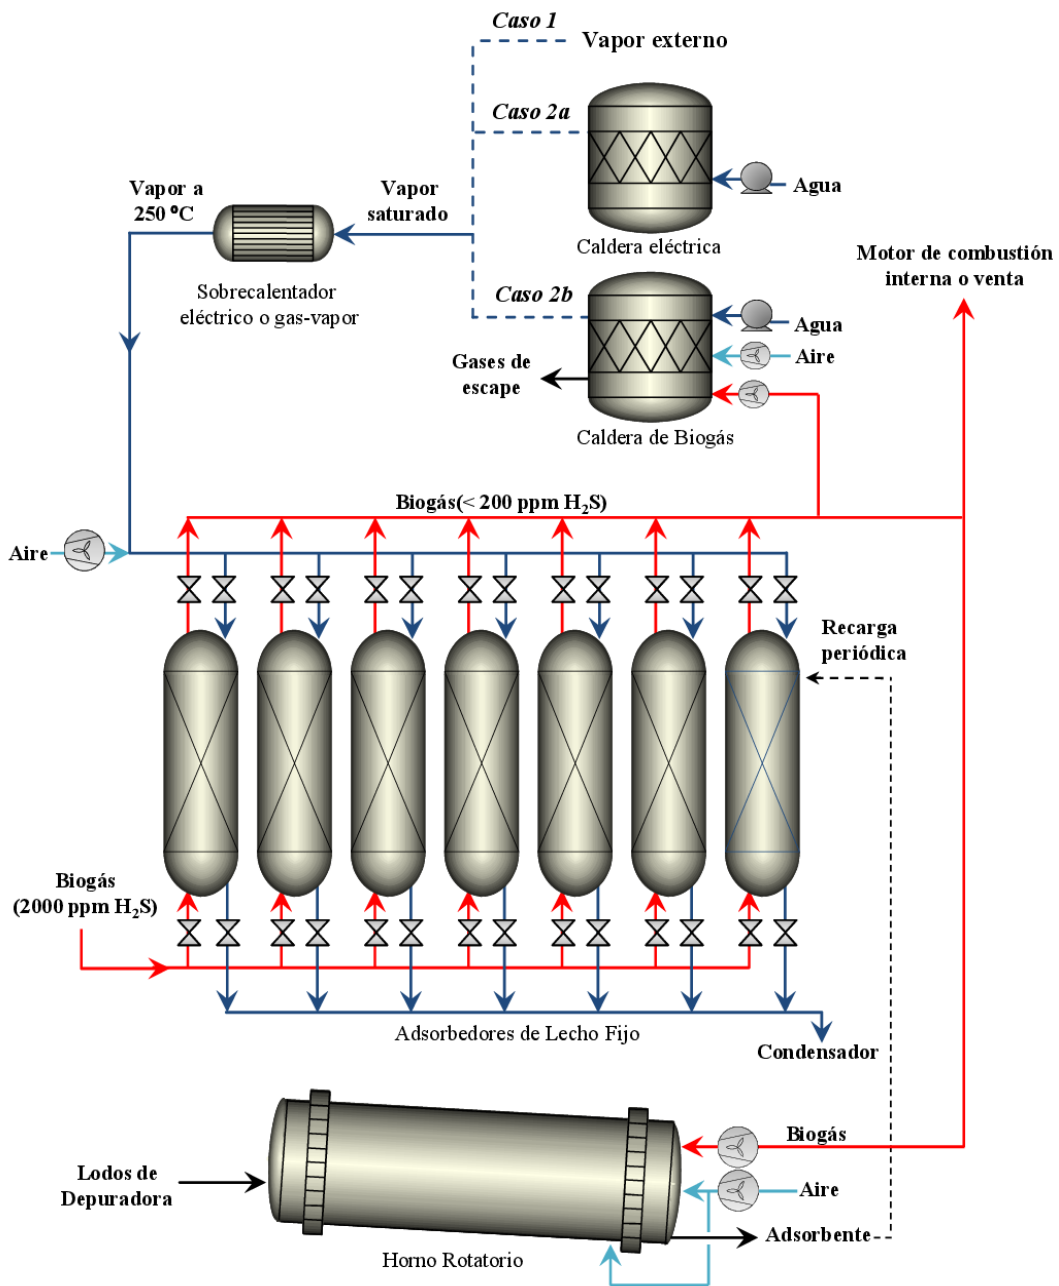 Caso 1
Vapor externo
Caso 2a
Agua
Caldera eléctrica
Vapor a
250 ºC
Vapor
saturado
Sobrecalentador
eléctrico o gas-vapor
Caso 2b
Agua
Aire
Gases de
escape
Caldera de Biogás
Motor de combustión
interna o venta
Biogás(< 200 ppm H₂S)
Aire
Recarga
periódica
Biogás
(2000 ppm H₂S)
Adsorbedores de Lecho Fijo
Condensador
Biogás
Lodos de
Depuradora
Aire
Adsorbente
Horno Rotatorio